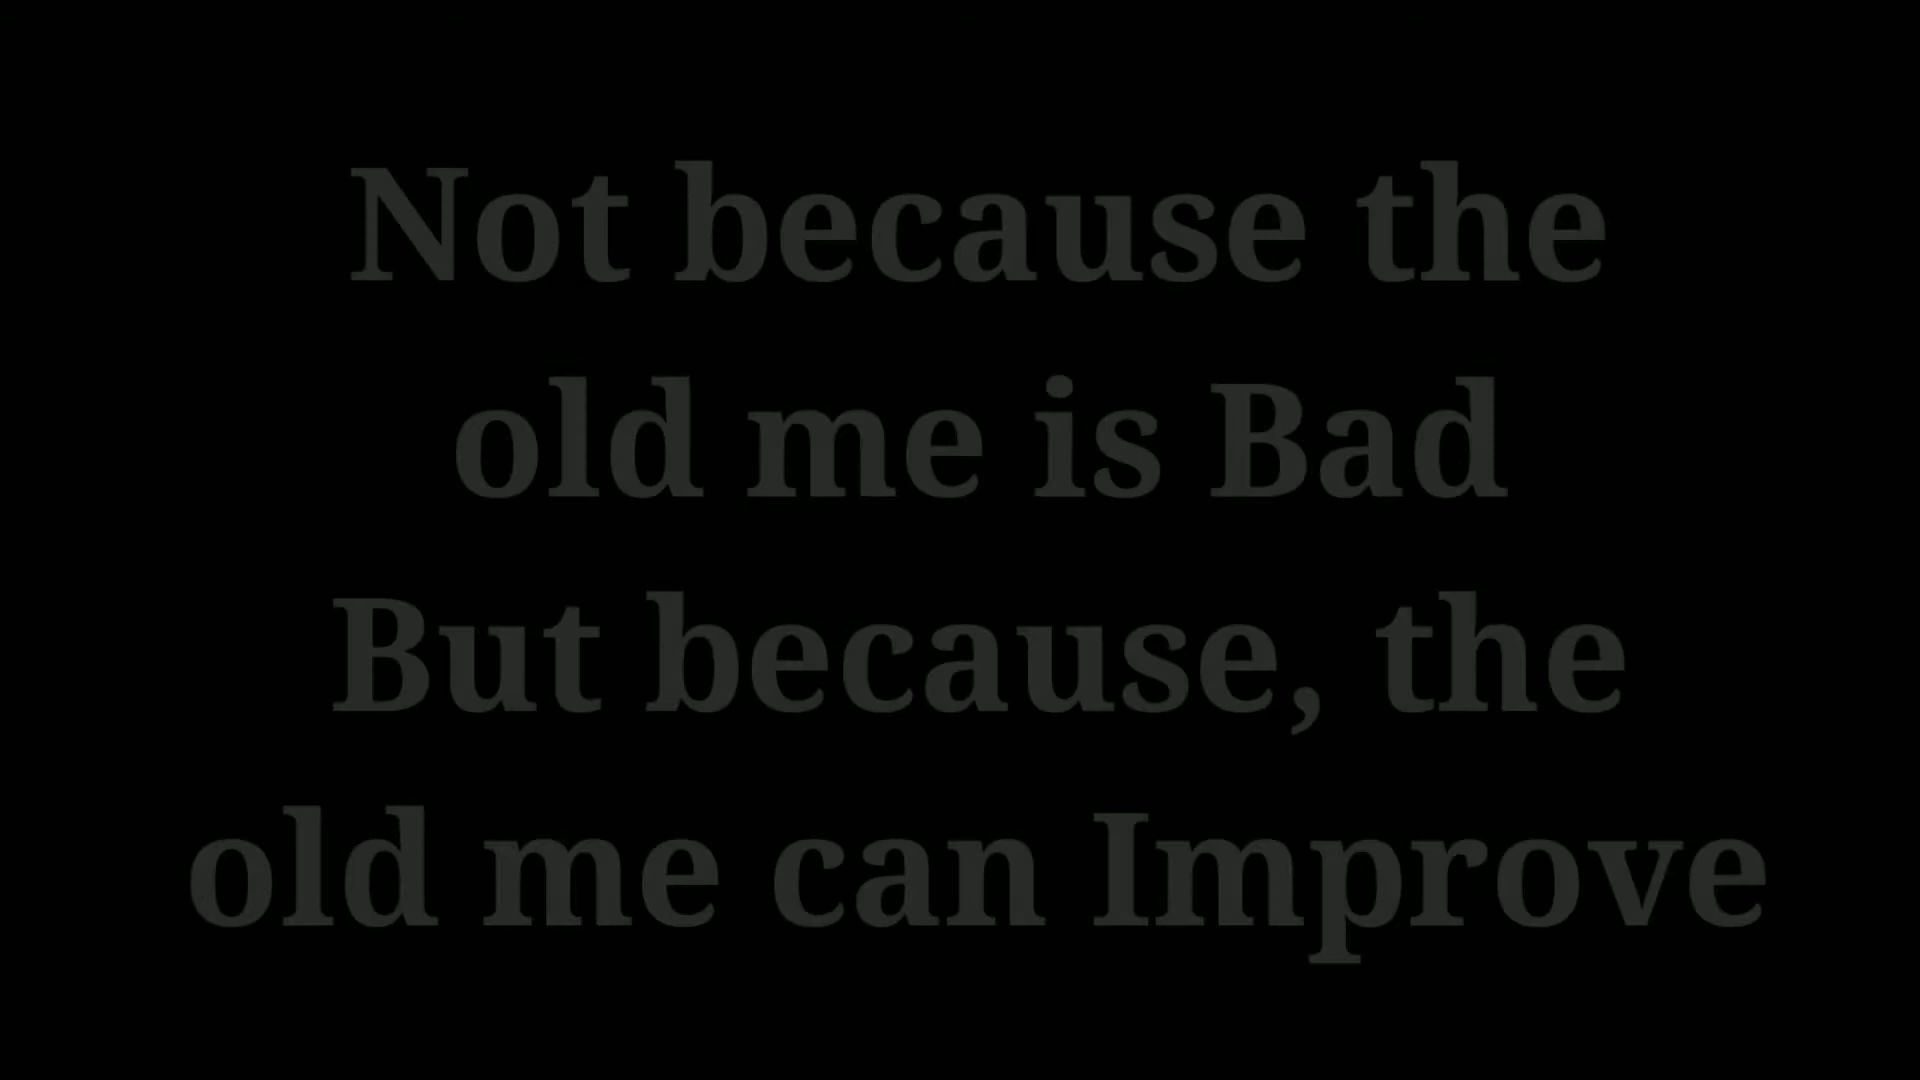 Not because the
old me is Bad
But because, the
old me can Improve